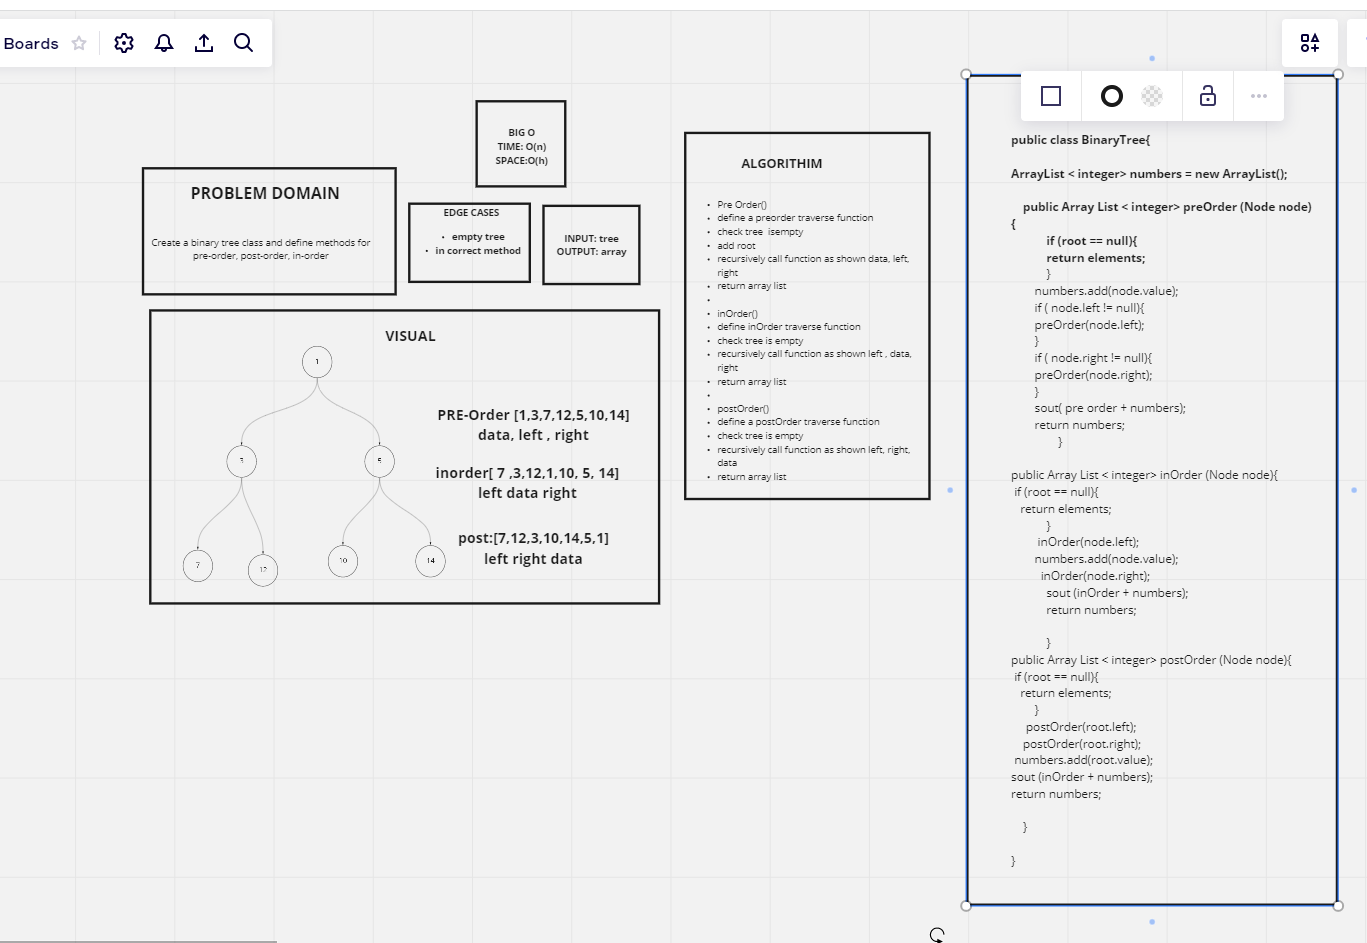 Boards
BIG O
TIME: O(n)
SPACE:O(h)
PROBLEM DOMAIN
Create a binary tree class and define methods for
pre-order, post-order, in-order
EDGE CASES
• empty tree
• in correct method
INPUT: tree
OUTPUT: array
VISUAL
1
3
5
7
12
10
14
PRE-Order [1,3,7,12,5,10,14]
data, left , right
inorder[ 7 ,3,12,1,10, 5, 14]
left data right
post:[7,12,3,10,14,5,1]
left right data
ALGORITHIM
• Pre Order()
• define a preorder traverse function
• check tree isempty
• add root
• recursively call function as shown data, left,
right
• return array list
•
• inOrder()
• define inOrder traverse function
• check tree is empty
• recursively call function as shown left , data,
right
• return array list
•
• postOrder()
• define a postOrder traverse function
• check tree is empty
• recursively call function as shown left, right,
data
• return array list
public class BinaryTree{
ArrayList < integer> numbers = new ArrayList();
public Array List < integer> preOrder (Node node)
{
if (root == null){
return elements;
}
numbers.add(node.value);
if ( node.left != null){
preOrder(node.left);
}
if ( node.right != null){
preOrder(node.right);
}
sout( pre order + numbers);
return numbers;
}
public Array List < integer> inOrder (Node node){
if (root == null){
return elements;
}
inOrder(node.left);
numbers.add(node.value);
inOrder(node.right);
sout (inOrder + numbers);
return numbers;
}
public Array List < integer> postOrder (Node node){
if (root == null){
return elements;
}
postOrder(root.left);
postOrder(root.right);
numbers.add(root.value);
sout (inOrder + numbers);
return numbers;
}
}